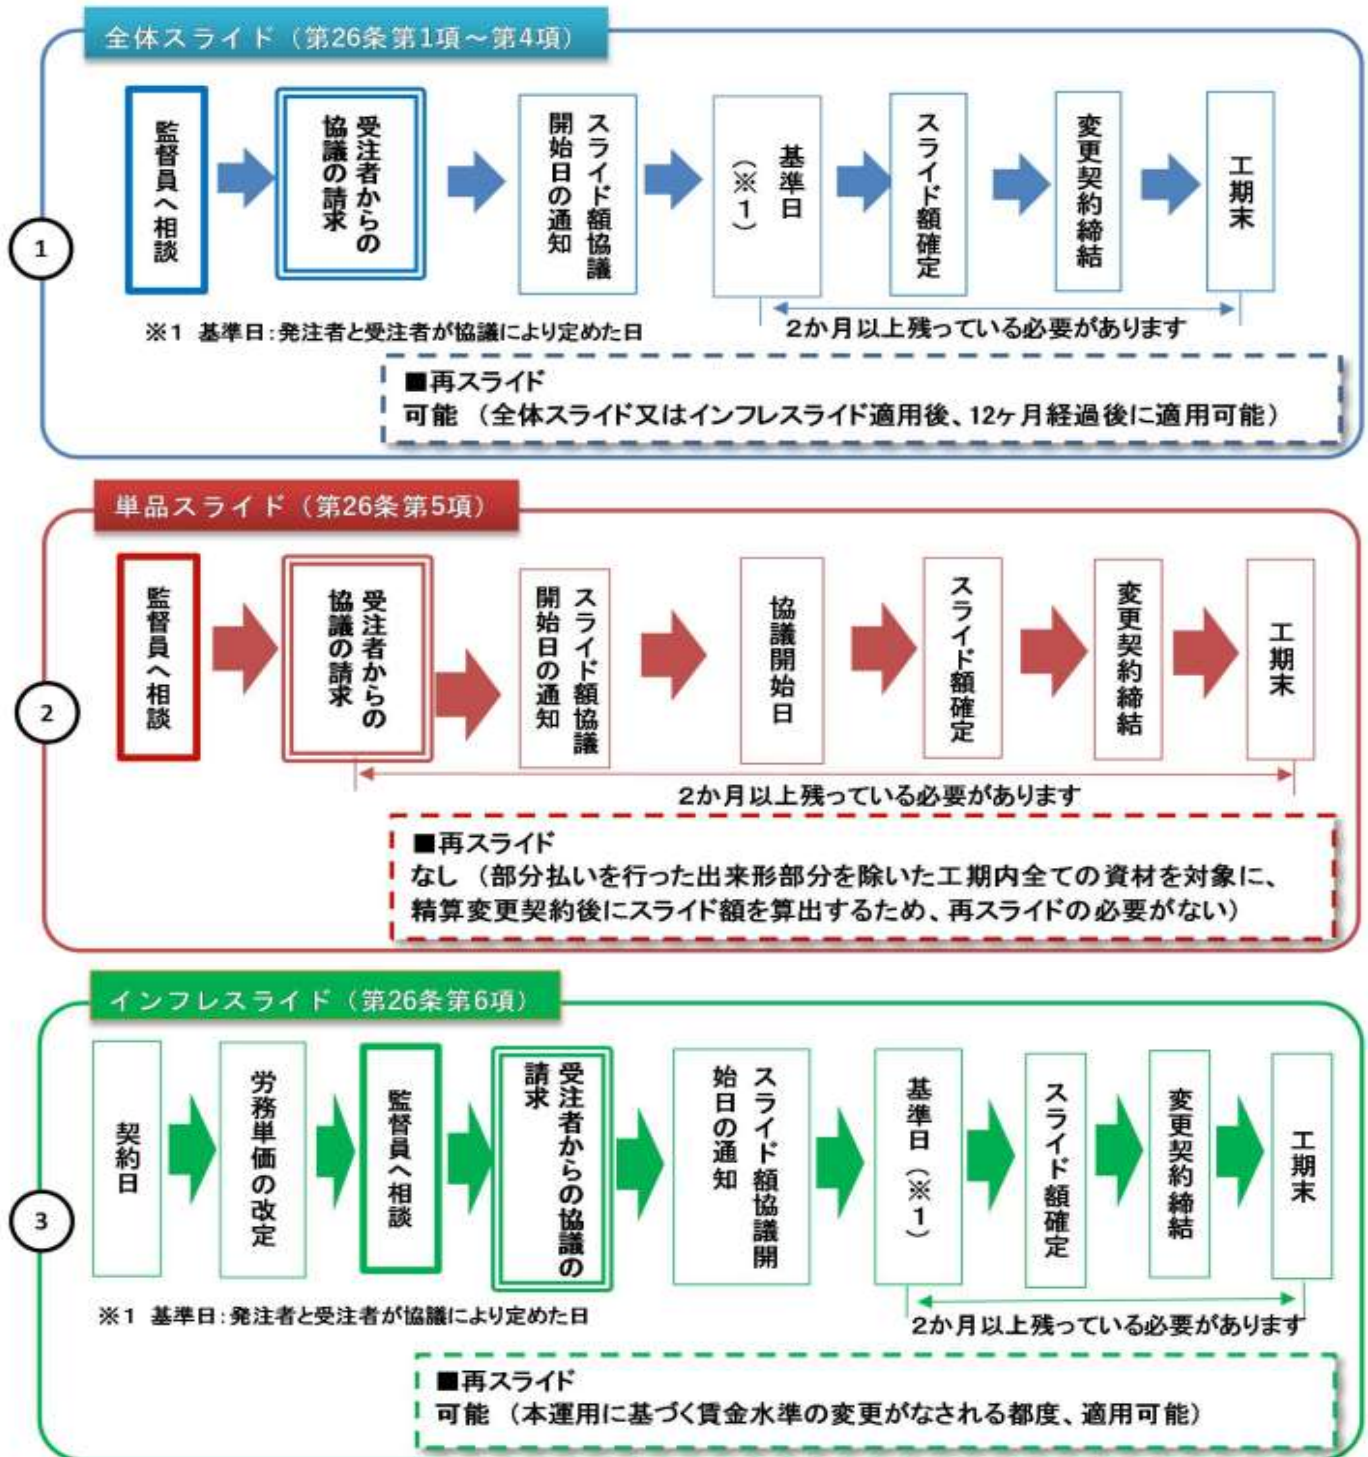 全体スライド（第26条第1項～第4項）
1
監督員へ相談
受注者からの
協議の請求
スライド額協議
開始日の通知
基準日
（※１）
スライド額確定
変更契約締結
工期末
※１ 基準日：発注者と受注者が協議により定めた日
２か月以上残っている必要があります
■再スライド
可能 （全体スライド又はインフレスライド適用後、12ヶ月経過後に適用可能）
単品スライド（第26条第5項）
2
監督員へ相談
受注者からの
協議の請求
スライド額協議
開始日の通知
協議開始日
スライド額確定
変更契約締結
工期末
２か月以上残っている必要があります
■再スライド
なし （部分払いを行った出来形部分を除いた工期内全ての資材を対象に、
精算変更契約後にスライド額を算出するため、再スライドの必要がない）
インフレスライド（第26条第6項）
3
契約日
労務単価の改定
監督員へ相談
受注者からの協議の
請求
スライド額協議開
始日の通知
基準日（※１）
スライド額確定
変更契約締結
工期末
※１ 基準日：発注者と受注者が協議により定めた日
２か月以上残っている必要があります
■再スライド
可能 （本運用に基づく賃金水準の変更がなされる都度、適用可能）